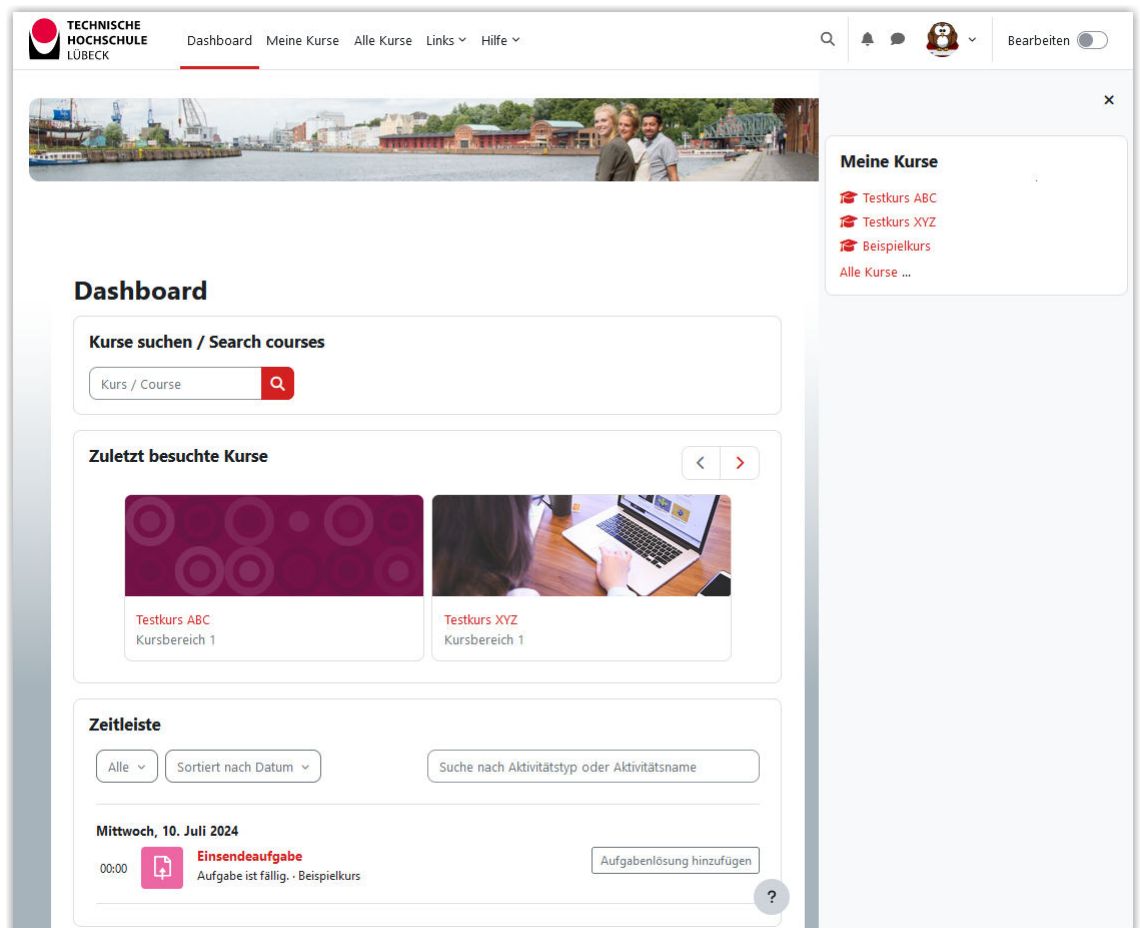 TECHNISCHE
HOCHSCHULE
LÜBECK
Dashboard Meine Kurse Alle Kurse Links Hilfe
Bearbeiten
Meine Kurse
Testkurs ABC
Testkurs XYZ
Beispielkurs
Alle Kurse ...
Dashboard
Kurse suchen / Search courses
Kurs / Course
Zuletzt besuchte Kurse
Testkurs ABC
Kursbereich 1
Testkurs XYZ
Kursbereich 1
Zeitleiste
Alle
Sortiert nach Datum
Suche nach Aktivitätstyp oder Aktivitätsname
Mittwoch, 10. Juli 2024
00:00
Einsendeaufgabe
Aufgabe ist fällig. · Beispielkurs
Aufgabenlösung hinzufügen
?